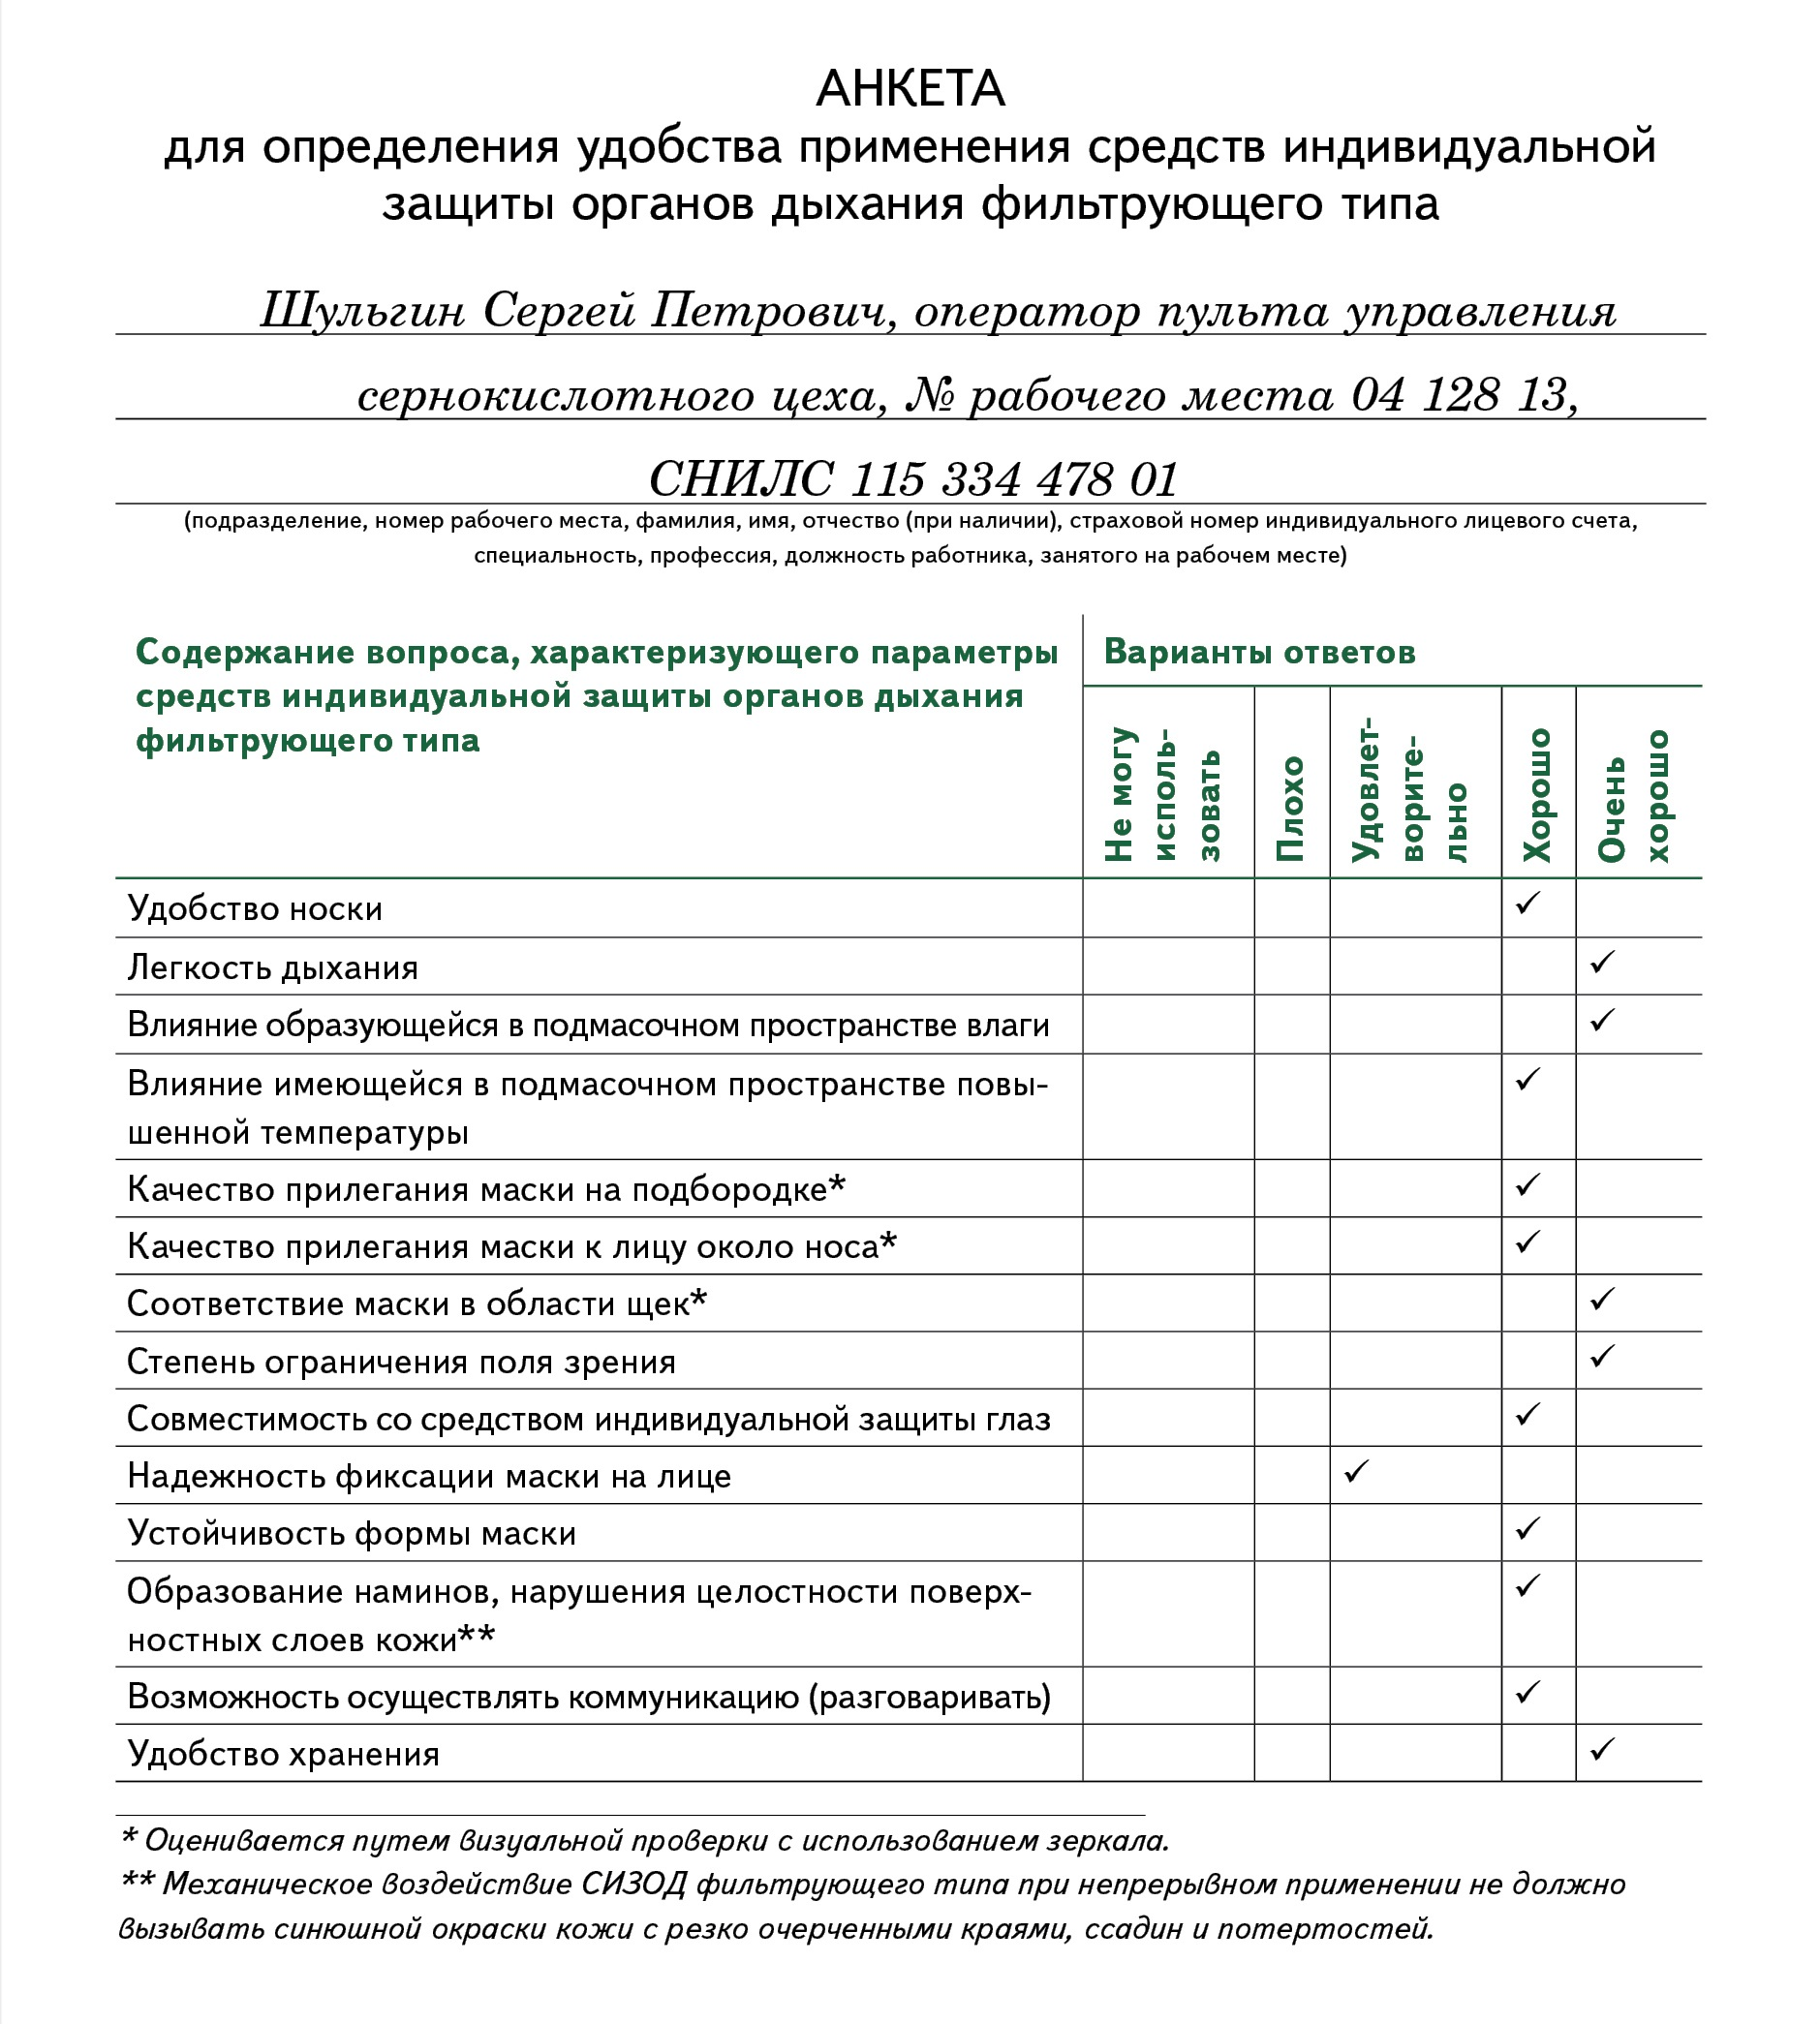 АНКЕТА
для определения удобства применения средств индивидуальной
защиты органов дыхания фильтрующего типа
Шульгин Сергей Петрович, оператор пульта управления
сернокислотного цеха, № рабочего места 04 128 13,
СНИЛС 115 334 478 01
(подразделение, номер рабочего места, фамилия, имя, отчество (при наличии), страховой номер индивидуального лицевого счета,
специальность, профессия, должность работника, занятого на рабочем месте)
Содержание вопроса, характеризующего параметры
средств индивидуальной защиты органов дыхания
фильтрующего типа
Варианты ответов
Не могу
исполь-
зовать
Плохо
Удовлет-
ворите-
льно
Хорошо
Очень
хорошо
Удобство носки ✓
Легкость дыхания ✓
Влияние образующейся в подмасочном пространстве влаги ✓
Влияние имеющейся в подмасочном пространстве повы- ✓
шенной температуры
Качество прилегания маски на подбородке* ✓
Качество прилегания маски к лицу около носа* ✓
Соответствие маски в области щек* ✓
Степень ограничения поля зрения ✓
Совместимость со средством индивидуальной защиты глаз ✓
Надежность фиксации маски на лице ✓
Устойчивость формы маски ✓
Образование наминов, нарушения целостности поверх- ✓
ностных слоев кожи**
Возможность осуществлять коммуникацию (разговаривать) ✓
Удобство хранения ✓
* Оценивается путем визуальной проверки с использованием зеркала.
** Механическое воздействие СИЗОД фильтрующего типа при непрерывном применении не должно
вызывать синюшной окраски кожи с резко очерченными краями, ссадин и потертостей.